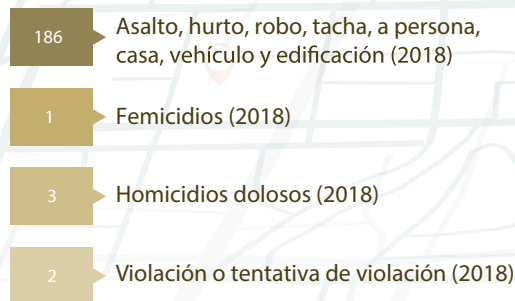 186
Asalto, hurto, robo, tacha, a persona,
casa, vehículo y edificación (2018)
1
Femicidios (2018)
3
Homicidios dolosos (2018)
2
Violación o tentativa de violación (2018)